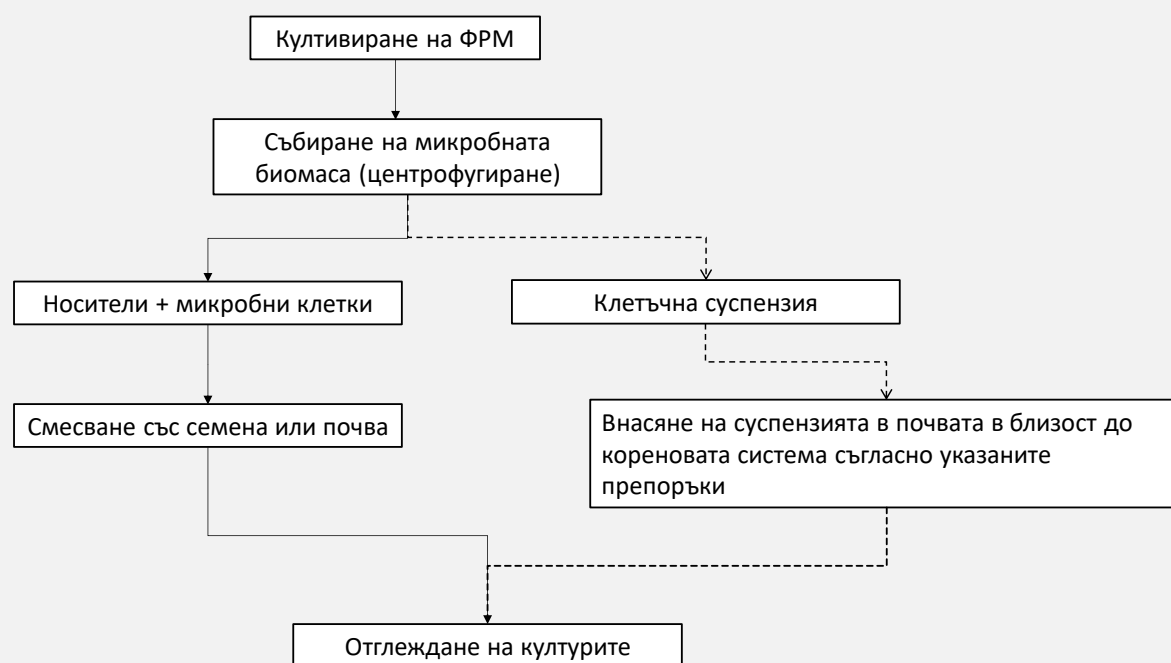 Култивиране на ФРМ
Събиране на микробната
биомаса (центрофугиране)
Носители + микробни клетки
Клетъчна суспензия
Смесване със семена или почва
Внасяне на суспензията в почвата в близост до
кореновата система съгласно указаните
препоръки
Отглеждане на културите